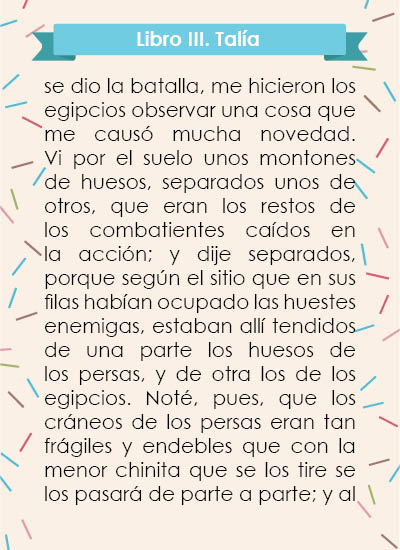 Libro III. Talía
se dio la batalla, me hicieron los
egipcios observar una cosa que
me causó mucha novedad.
Vi por el suelo unos montones
de huesos, separados unos de
otros, que eran los restos de
los combatientes caídos en
la acción; y dije separados,
porque según el sitio que en sus
filas habían ocupado las huestes
enemigas, estaban allí tendidos
de una parte los huesos de
los persas, y de otra los de los
egipcios. Noté, pues, que los
cráneos de los persas eran tan
frágiles y endebles que con la
menor chinita que se los tire se
los pasará de parte a parte; y al